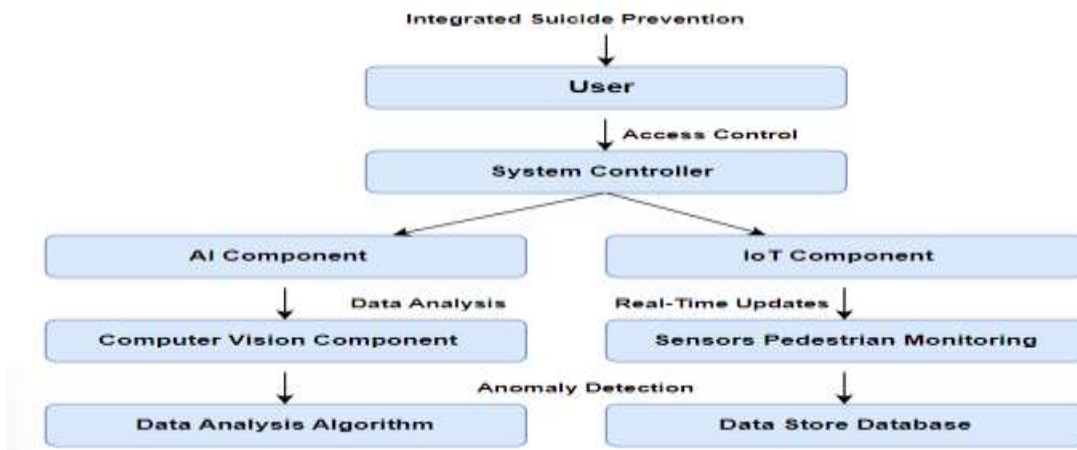 Integrated Suicide Prevention
User
Access Control
System Controller
AI Component
IoT Component
Data Analysis
Real-Time Updates
Computer Vision Component
Sensors Pedestrian Monitoring
Anomaly Detection
Data Analysis Algorithm
Data Store Database